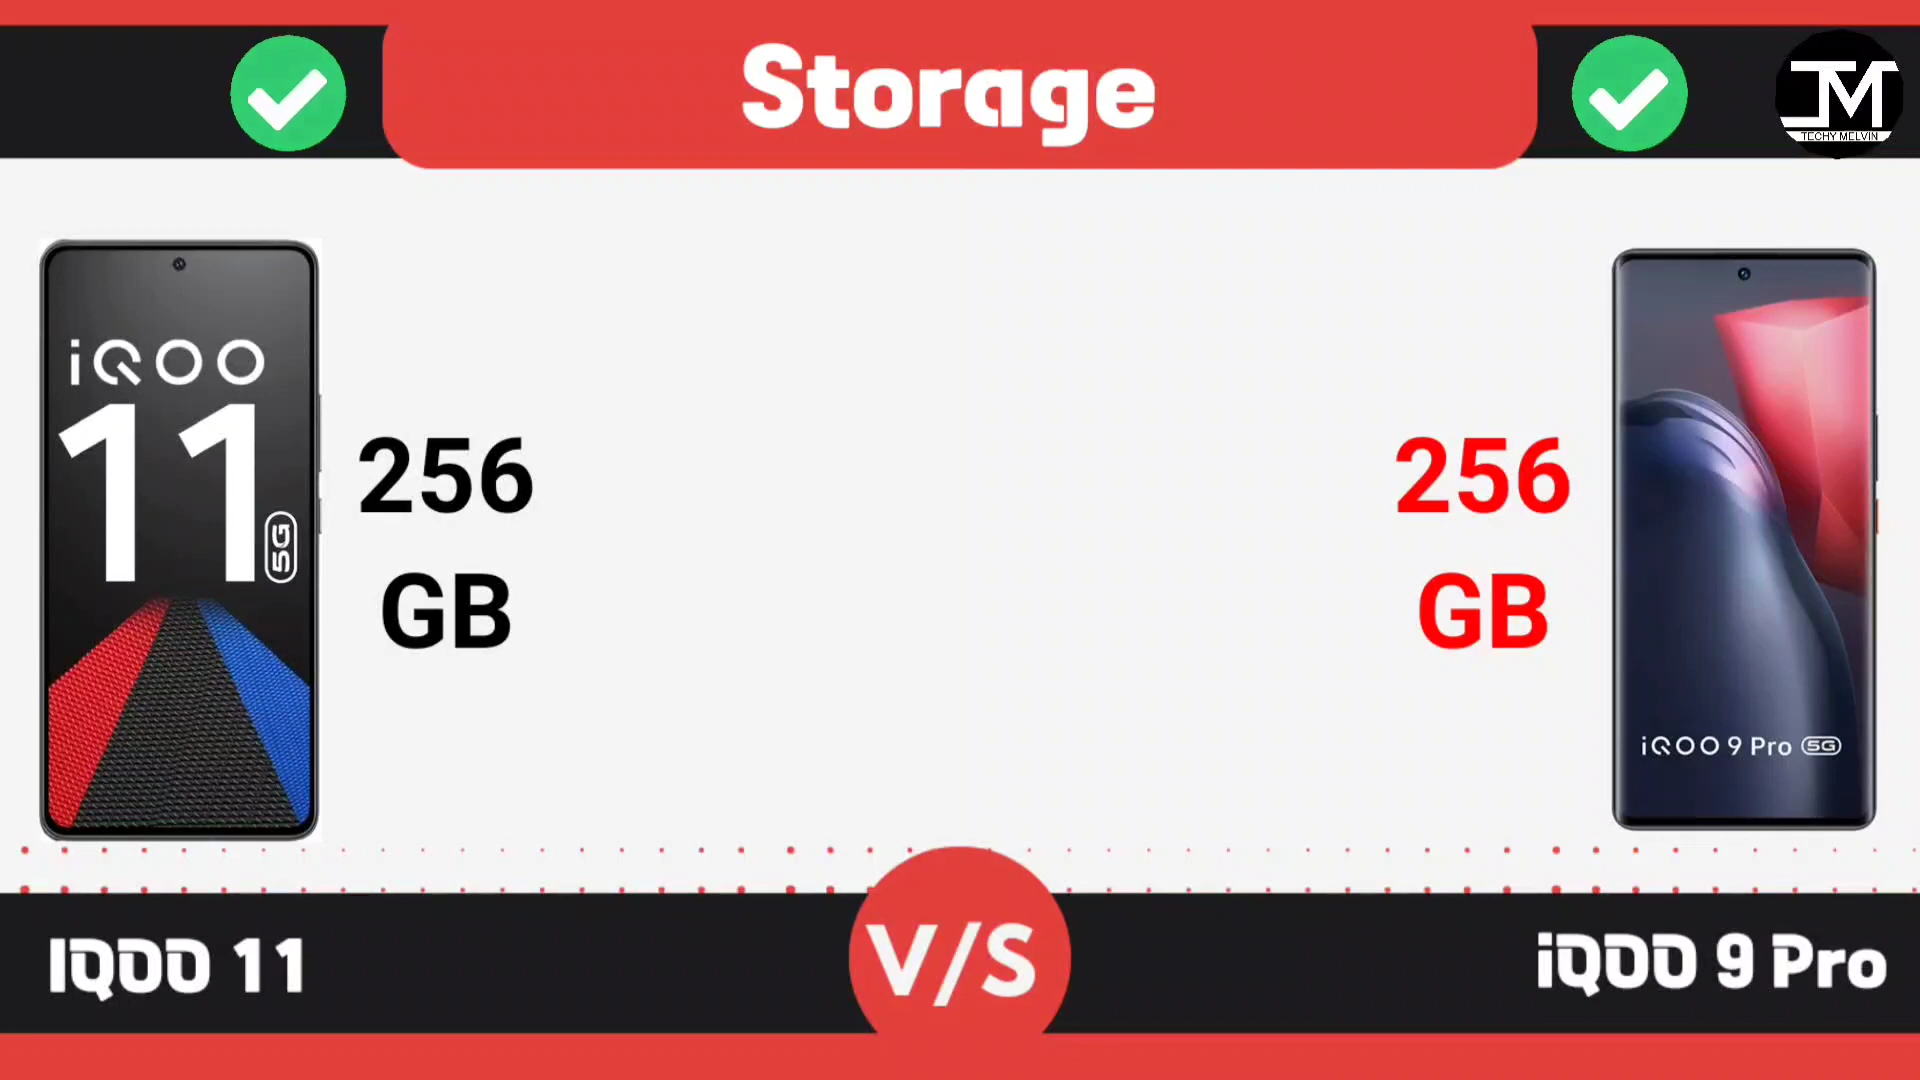 Storage
JM
TECHY MELVIN
iQOO
11
5G
256
GB
256
GB
iQOO 9 Pro 5G
IQOO 11
V/S
iQOO 9 Pro